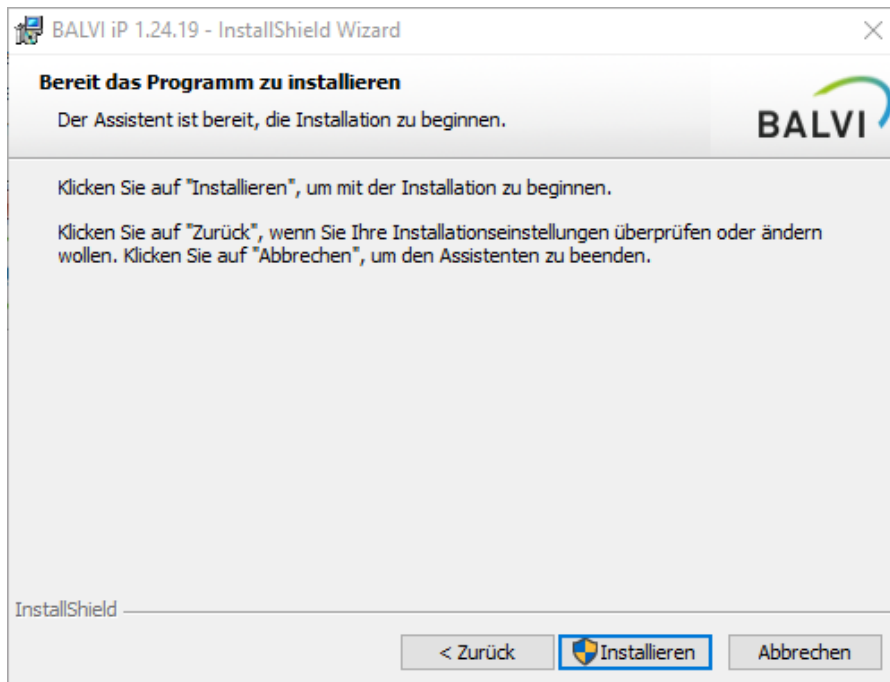 BALVI iP 1.24.19 - InstallShield Wizard
Bereit das Programm zu installieren
Der Assistent ist bereit, die Installation zu beginnen.
BALVI
Klicken Sie auf "Installieren", um mit der Installation zu beginnen.
Klicken Sie auf "Zurück", wenn Sie Ihre Installationseinstellungen überprüfen oder ändern
wollen. Klicken Sie auf "Abbrechen", um den Assistenten zu beenden.
InstallShield
< Zurück
Installieren
Abbrechen